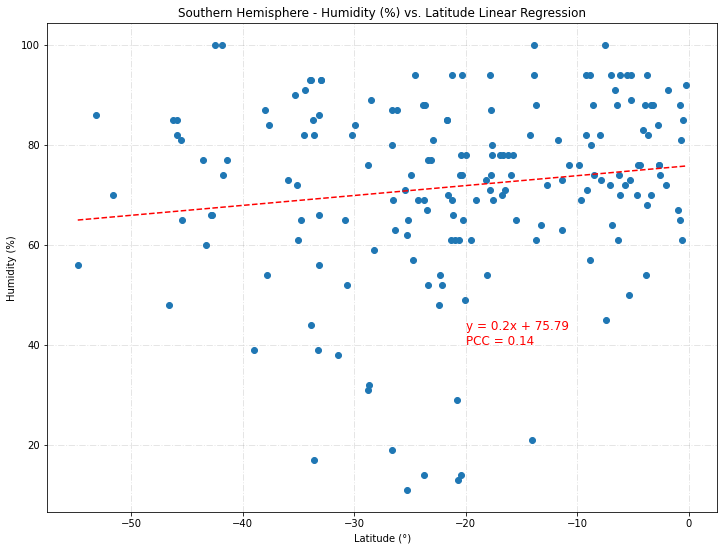 Southern Hemisphere - Humidity (%) vs. Latitude Linear Regression
100
80
60
40
20
Humidity (%)
y = 0.2x + 75.79
PCC = 0.14
−50 −40 −30 −20 −10 0
Latitude (°)